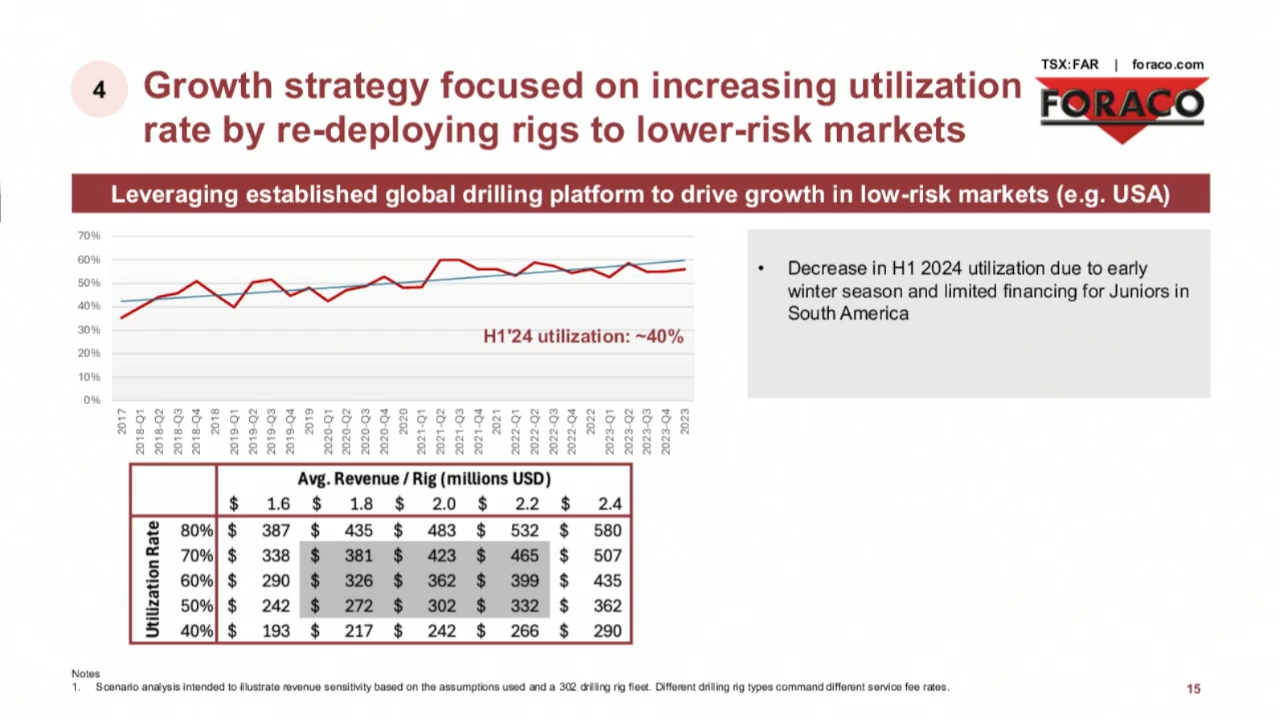 TSX:FAR | foraco.com
FORACO
4
Growth strategy focused on increasing utilization
rate by re-deploying rigs to lower-risk markets
Leveraging established global drilling platform to drive growth in low-risk markets (e.g. USA)
70%
60%
50%
40%
30%
20%
10%
0%
H1'24 utilization: ~40%
2017
2018-Q1
2018-Q2
2018-Q3
2018-Q4
2018
2019-Q1
2019-Q2
2019-Q3
2019-Q4
2019
2020-Q1
2020-Q2
2020-Q3
2020-Q4
2020
2021-Q1
2021-Q2
2021-Q3
2021-Q4
2021
2022-Q1
2022-Q2
2022-Q3
2022-Q4
2022
2023-Q1
2023-Q2
2023-Q3
2023-Q4
2023
• Decrease in H1 2024 utilization due to early
winter season and limited financing for Juniors in
South America
Avg. Revenue / Rig (millions USD)
$ 1.6 $ 1.8 $ 2.0 $ 2.2 $ 2.4
Utilization Rate
80% $ 387 $ 435 $ 483 $ 532 $ 580
70% $ 338 $ 381 $ 423 $ 465 $ 507
60% $ 290 $ 326 $ 362 $ 399 $ 435
50% $ 242 $ 272 $ 302 $ 332 $ 362
40% $ 193 $ 217 $ 242 $ 266 $ 290
Notes
1. Scenario analysis intended to illustrate revenue sensitivity based on the assumptions used and a 302 drilling rig fleet. Different drilling rig types command different service fee rates.
15